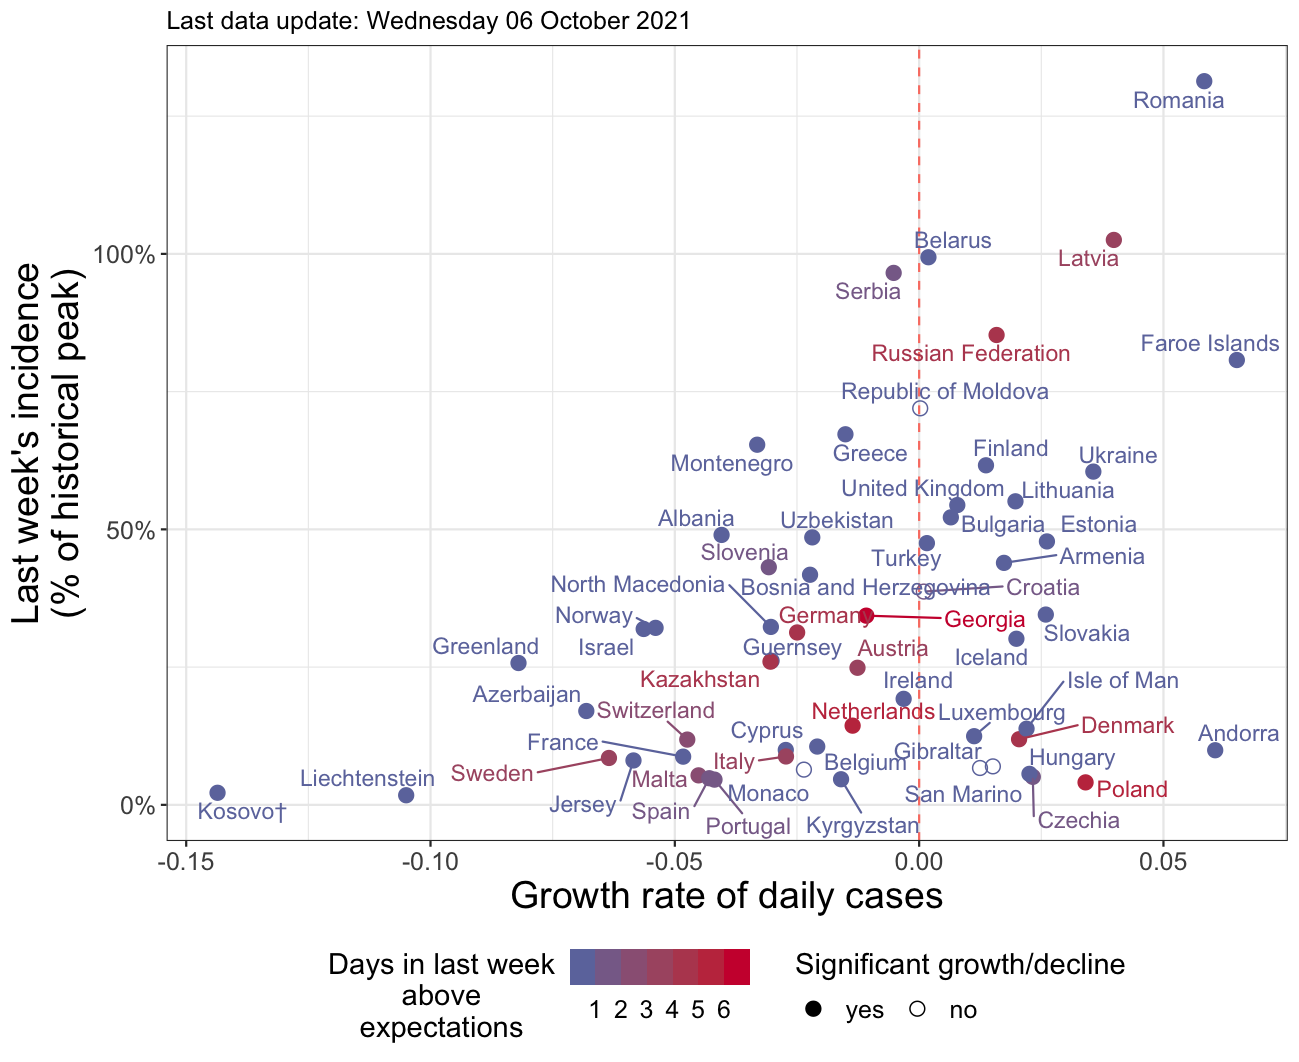 Last data update: Wednesday 06 October 2021
Romania
Belarus
100%
Latvia
Serbia
Faroe Islands
Russian Federation
Republic of Moldova
Finland
Greece
Ukraine
Montenegro
United Kingdom
Lithuania
Albania
Uzbekistan
Bulgaria
Estonia
50%
Slovenia
Turkey
Armenia
North Macedonia
Bosnia and Herzegovina
Croatia
Norway
Germany
Georgia
Slovakia
Greenland
Israel
Guernsey
Austria
Iceland
Kazakhstan
Ireland
Isle of Man
Azerbaijan
Switzerland
Netherlands
Luxembourg
Denmark
Cyprus
Andorra
France
Gibraltar
Hungary
Italy
Belgium
Sweden
Liechtenstein
Malta
Monaco
San Marino
Poland
0%
Jersey
Spain
Kosovo†
Portugal
Kyrgyzstan
Czechia
Last week's incidence
(% of historical peak)
-0.15 -0.10 -0.05 0.00 0.05
Growth rate of daily cases
Days in last week
above
expectations
1 2 3 4 5 6
Significant growth/decline
yes no